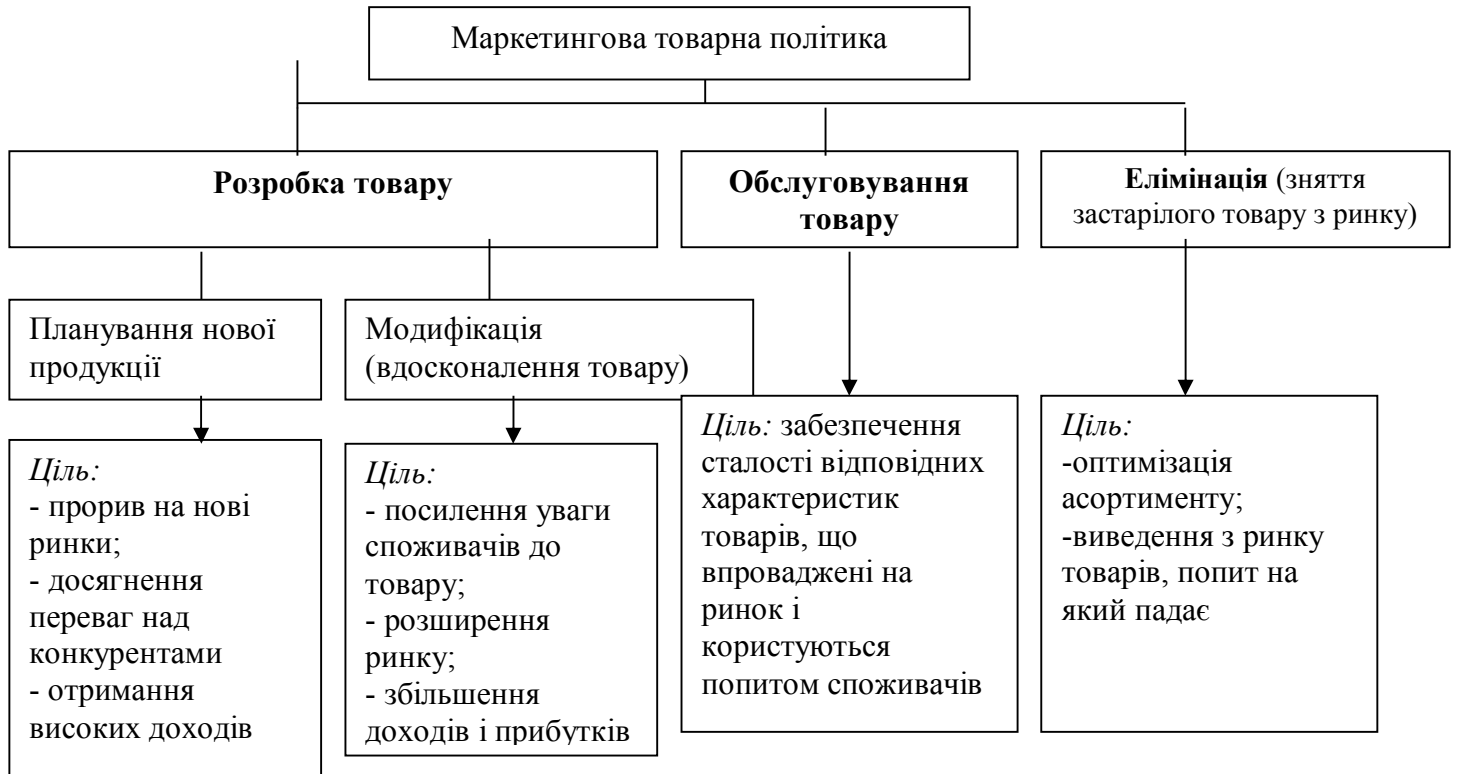 Маркетингова товарна політика
Розробка товару
Обслуговування
товару
Елімінація (зняття
застарілого товару з ринку)
Планування нової
продукції
Модифікація
(вдосконалення товару)
Ціль:
- прорив на нові
ринки;
- досягнення
переваг над
конкурентами
- отримання
високих доходів
Ціль:
- посилення уваги
споживачів до
товару;
- розширення
ринку;
- збільшення
доходів і прибутків
Ціль: забезпечення
сталості відповідних
характеристик
товарів, що
впроваджені на
ринок і
користуються
попитом споживачів
Ціль:
-оптимізація
асортименту;
-виведення з ринку
товарів, попит на
який падає